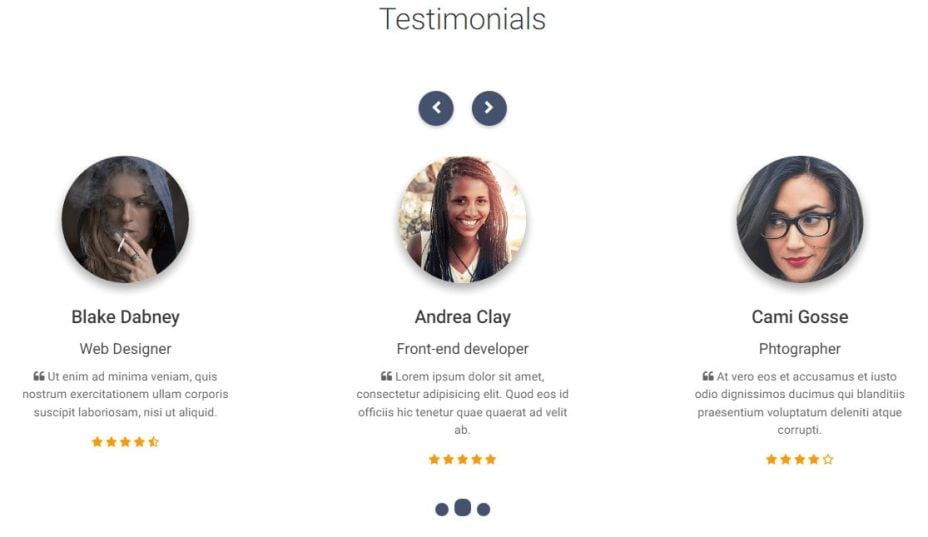 Testimonials
Blake Dabney
Web Designer
Ut enim ad minima veniam, quis
nostrum exercitationem ullam corporis
suscipit laboriosam, nisi ut aliquid.
Andrea Clay
Front-end developer
Lorem ipsum dolor sit amet,
consectetur adipisicing elit. Quod eos id
officiis hic tenetur quae quaerat ad velit
ab.
Cami Gosse
Phtographer
At vero eos et accusamus et iusto
odio dignissimos ducimus qui blanditiis
praesentium voluptatum deleniti atque
corrupti.